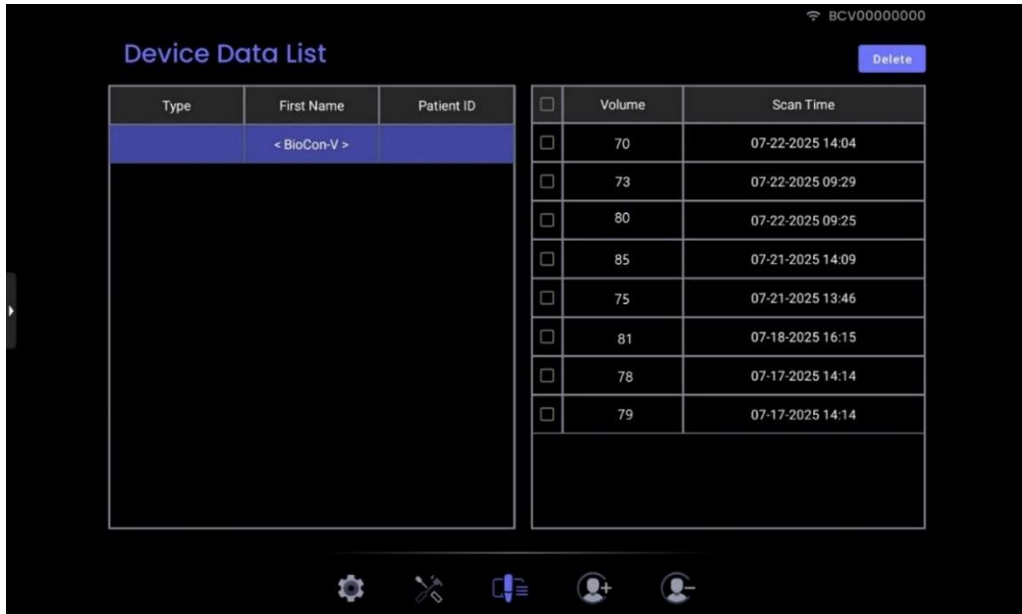 BCV00000000
Device Data List
Delete
Type First Name Patient ID
< BioCon-V >
Volume Scan Time
70 07-22-2025 14:04
73 07-22-2025 09:29
80 07-22-2025 09:25
85 07-21-2025 14:09
75 07-21-2025 13:46
81 07-18-2025 16:15
78 07-17-2025 14:14
79 07-17-2025 14:14